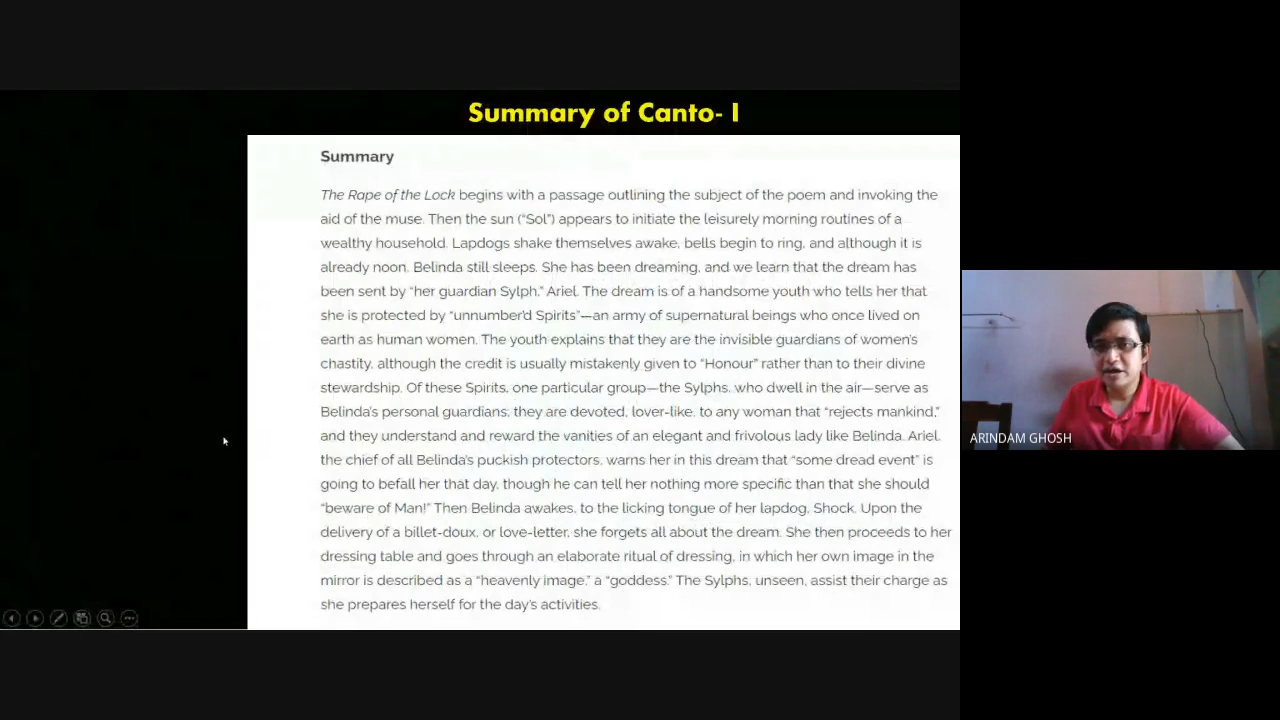 Summary of Canto- I
Summary
The Rape of the Lock begins with a passage outlining the subject of the poem and invoking the
aid of the muse. Then the sun (“Sol”) appears to initiate the leisurely morning routines of a
wealthy household. Lapdogs shake themselves awake, bells begin to ring, and although it is
already noon, Belinda still sleeps. She has been dreaming, and we learn that the dream has
been sent by “her guardian Sylph,” Ariel. The dream is of a handsome youth who tells her that
she is protected by “unnumber’d Spirits”—an army of supernatural beings who once lived on
earth as human women. The youth explains that they are the invisible guardians of women’s
chastity, although the credit is usually mistakenly given to “Honour” rather than to their divine
stewardship. Of these Spirits, one particular group—the Sylphs, who dwell in the air—serve as
Belinda’s personal guardians; they are devoted, lover-like, to any woman that “rejects mankind,”
and they understand and reward the vanities of an elegant and frivolous lady like Belinda. Ariel,
the chief of all Belinda’s puckish protectors, warns her in this dream that “some dread event” is
going to befall her that day, though he can tell her nothing more specific than that she should
“beware of Man!” Then Belinda awakes, to the licking tongue of her lapdog, Shock. Upon the
delivery of a billet-doux, or love-letter, she forgets all about the dream. She then proceeds to her
dressing table and goes through an elaborate ritual of dressing, in which her own image in the
mirror is described as a “heavenly image,” a “goddess.” The Sylphs, unseen, assist their charge as
she prepares herself for the day’s activities.
ARINDAM GHOSH